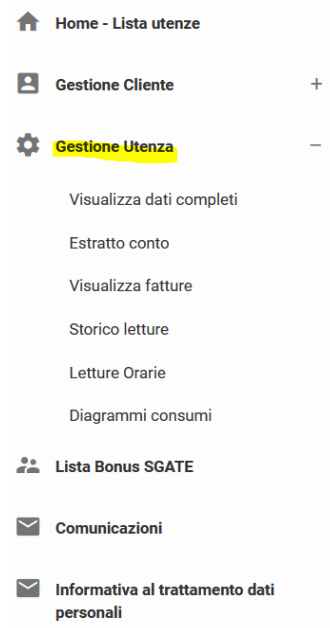 Home - Lista utenze
Gestione Cliente
Gestione Utenza
Visualizza dati completi
Estratto conto
Visualizza fatture
Storico letture
Letture Orarie
Diagrammi consumi
Lista Bonus SGATE
Comunicazioni
Informativa al trattamento dati
personali